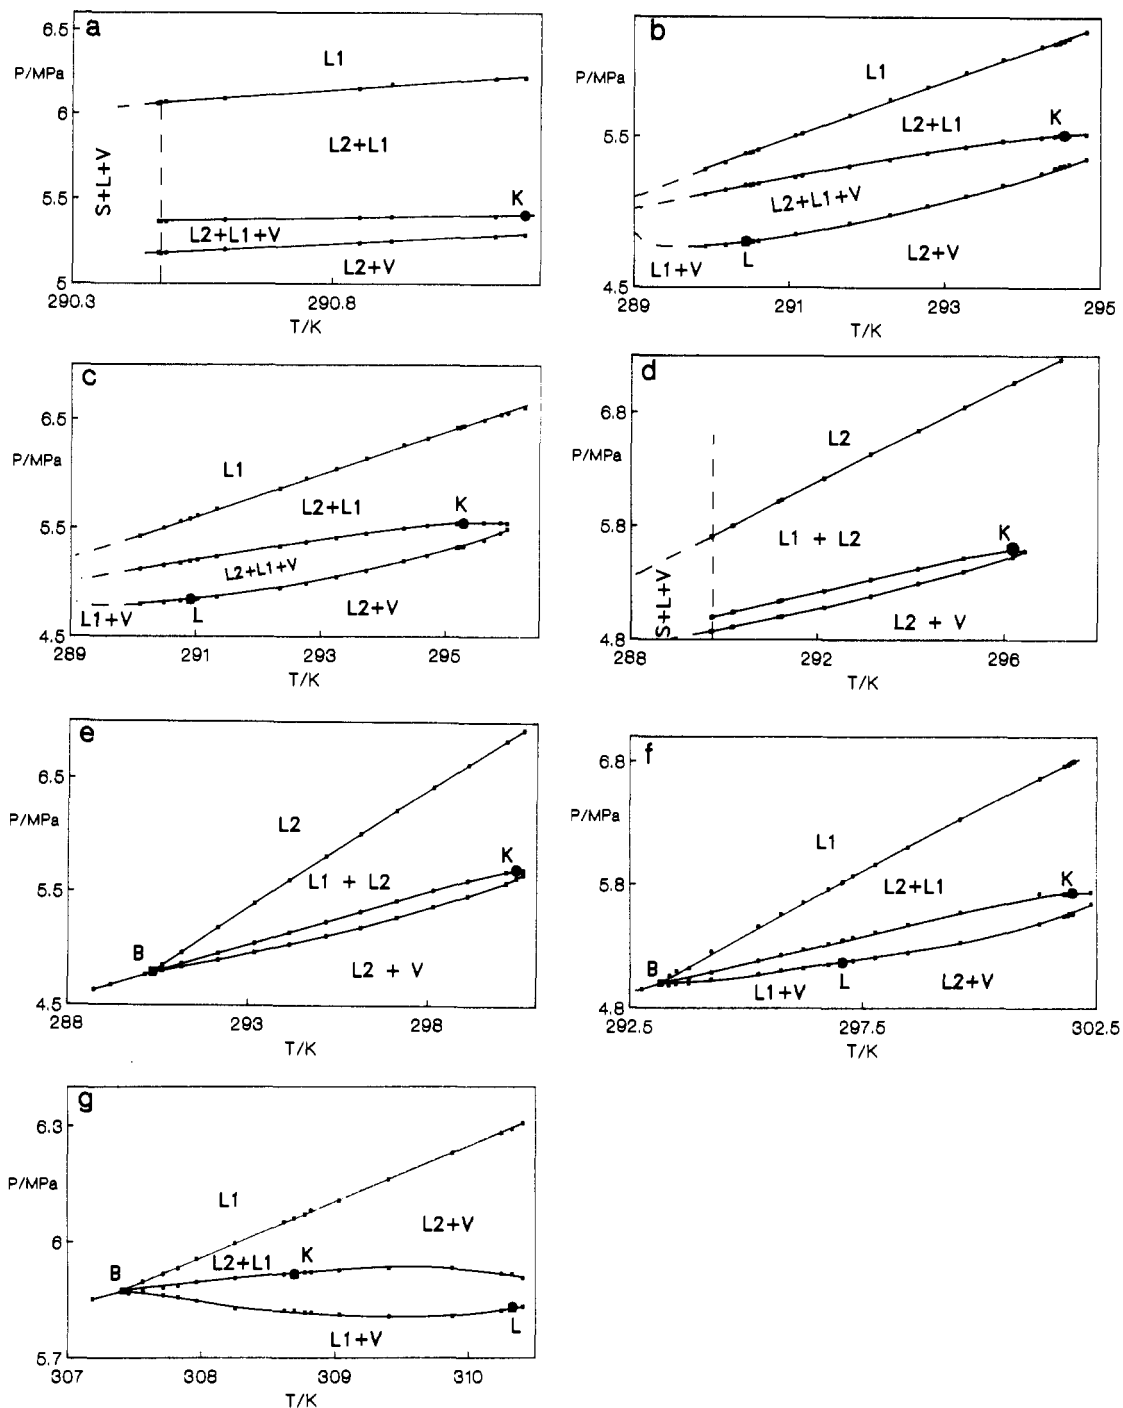 a
6.5
P/MPa
L1
6
S+L+V
L2+L1
5.5
K
L2+L1+V
L2+V
5
290.3 290.8
T/K
b
P/MPa
L1
K
5.5
L2+L1
L2+L1+V
L
L1+V
L2+V
4.5
289 291 293 295
T/K
c
6.5
P/MPa
L1
K
L2+L1
5.5
L2+L1+V
L2+V
L1+V
L
4.5
289 291 293 295
T/K
d
6.8
L2
P/MPa
5.8
L1 + L2
K
S+L+V
L2 + V
4.8
288 292 296
T/K
e
6.5
P/MPa
L2
K
L1 + L2
5.5
B
L2 + V
4.5
288 293 298
T/K
f
6.8
P/MPa
L1
5.8
L2+L1
K
B
L1+V
L
L2+V
4.8
292.5 297.5 302.5
T/K
g
6.3
P/MPa
L1
L2+V
6
L2+L1
K
B
L
L1+V
5.7
307 308 309 310
T/K